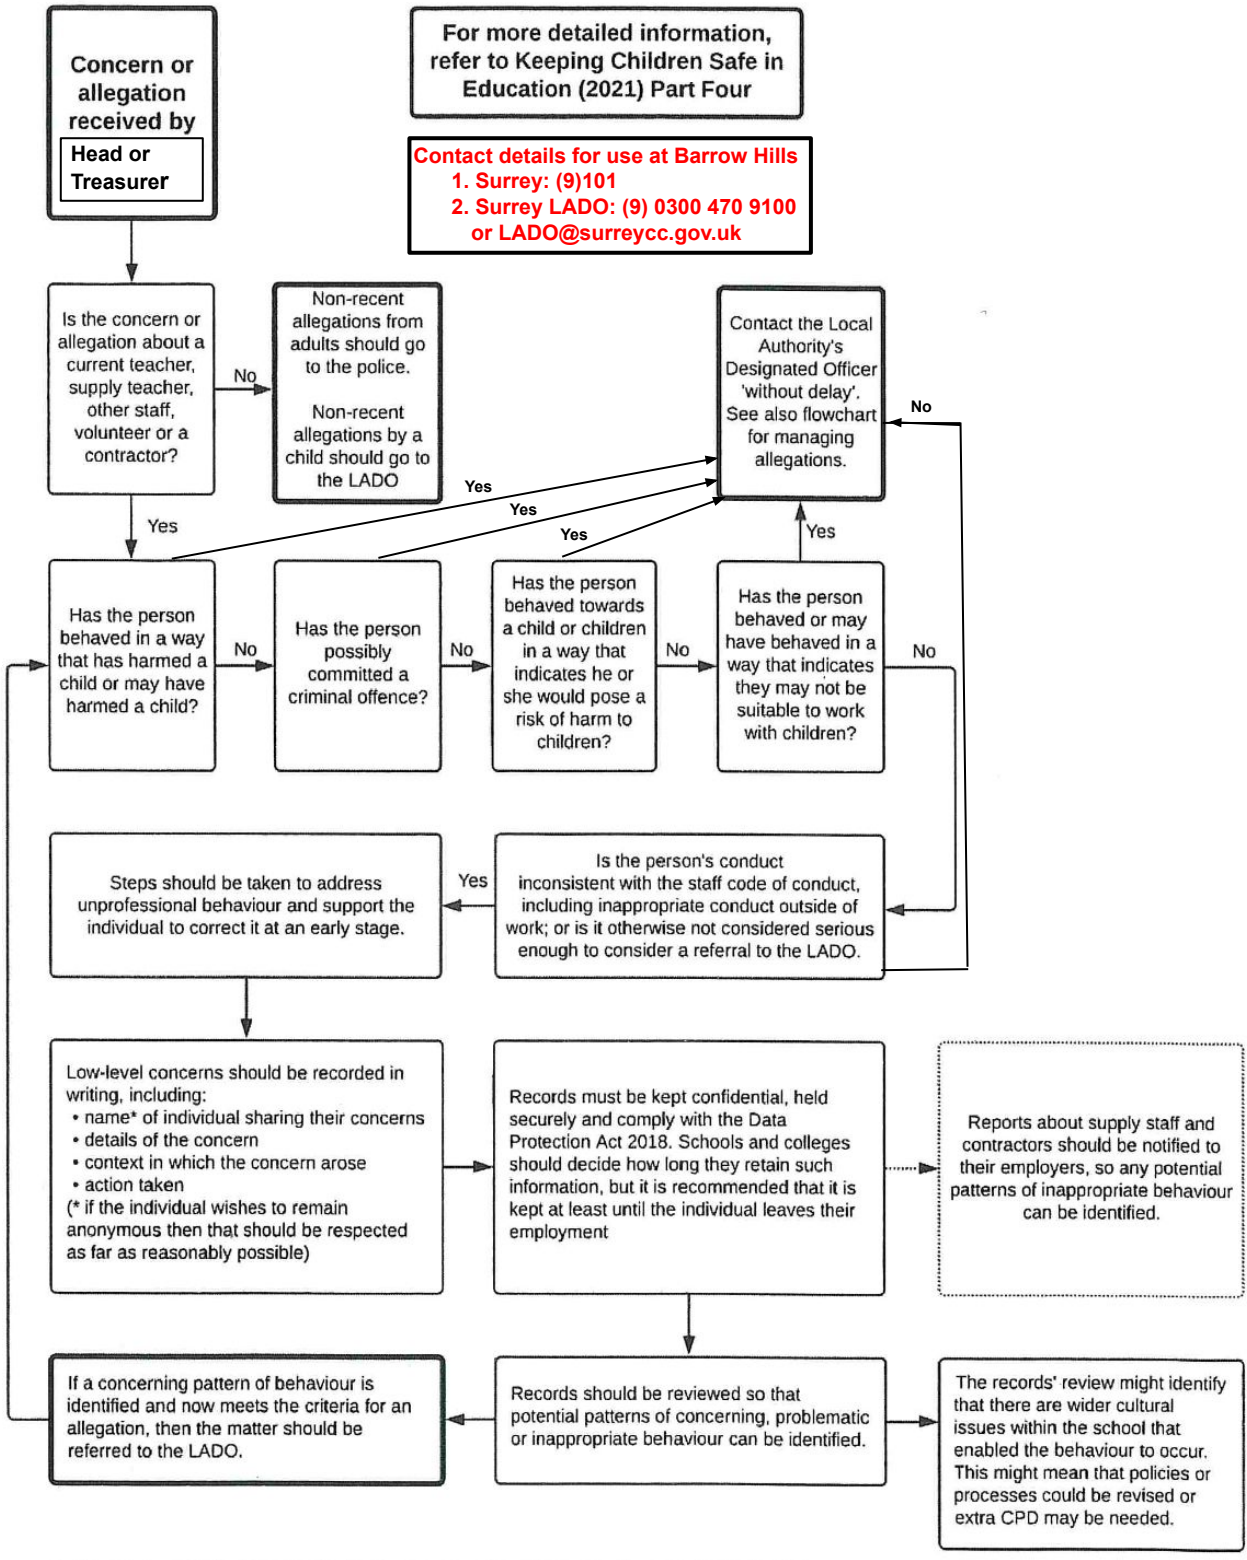 Concern or
allegation
received by
Head or
Treasurer
For more detailed information,
refer to Keeping Children Safe in
Education (2021) Part Four
Contact details for use at Barrow Hills
1. Surrey: (9)101
2. Surrey LADO: (9) 0300 470 9100
or LADO@surreycc.gov.uk
Is the concern or
allegation about a
current teacher,
supply teacher,
other staff,
volunteer or a
contractor?
No
Non-recent
allegations from
adults should go
to the police.
Non-recent
allegations by a
child should go to
the LADO
Contact the Local
Authority's
Designated Officer
'without delay'.
See also flowchart
for managing
allegations.
No
Yes
Yes
Yes
Yes
Yes
Has the person
behaved in a way
that has harmed a
child or may have
harmed a child?
No
Has the person
possibly
committed a
criminal offence?
No
Has the person
behaved towards
a child or children
in a way that
indicates he or
she would pose a
risk of harm to
children?
No
Has the person
behaved or may
have behaved in a
way that indicates
they may not be
suitable to work
with children?
No
Steps should be taken to address
unprofessional behaviour and support the
individual to correct it at an early stage.
Yes
Is the person's conduct
inconsistent with the staff code of conduct,
including inappropriate conduct outside of
work; or is it otherwise not considered serious
enough to consider a referral to the LADO.
Low-level concerns should be recorded in
writing, including:
• name* of individual sharing their concerns
• details of the concern
• context in which the concern arose
• action taken
(* if the individual wishes to remain
anonymous then that should be respected
as far as reasonably possible)
Records must be kept confidential, held
securely and comply with the Data
Protection Act 2018. Schools and colleges
should decide how long they retain such
information, but it is recommended that it is
kept at least until the individual leaves their
employment
Reports about supply staff and
contractors should be notified to
their employers, so any potential
patterns of inappropriate behaviour
can be identified.
If a concerning pattern of behaviour is
identified and now meets the criteria for an
allegation, then the matter should be
referred to the LADO.
Records should be reviewed so that
potential patterns of concerning, problematic
or inappropriate behaviour can be identified.
The records' review might identify
that there are wider cultural
issues within the school that
enabled the behaviour to occur.
This might mean that policies or
processes could be revised or
extra CPD may be needed.